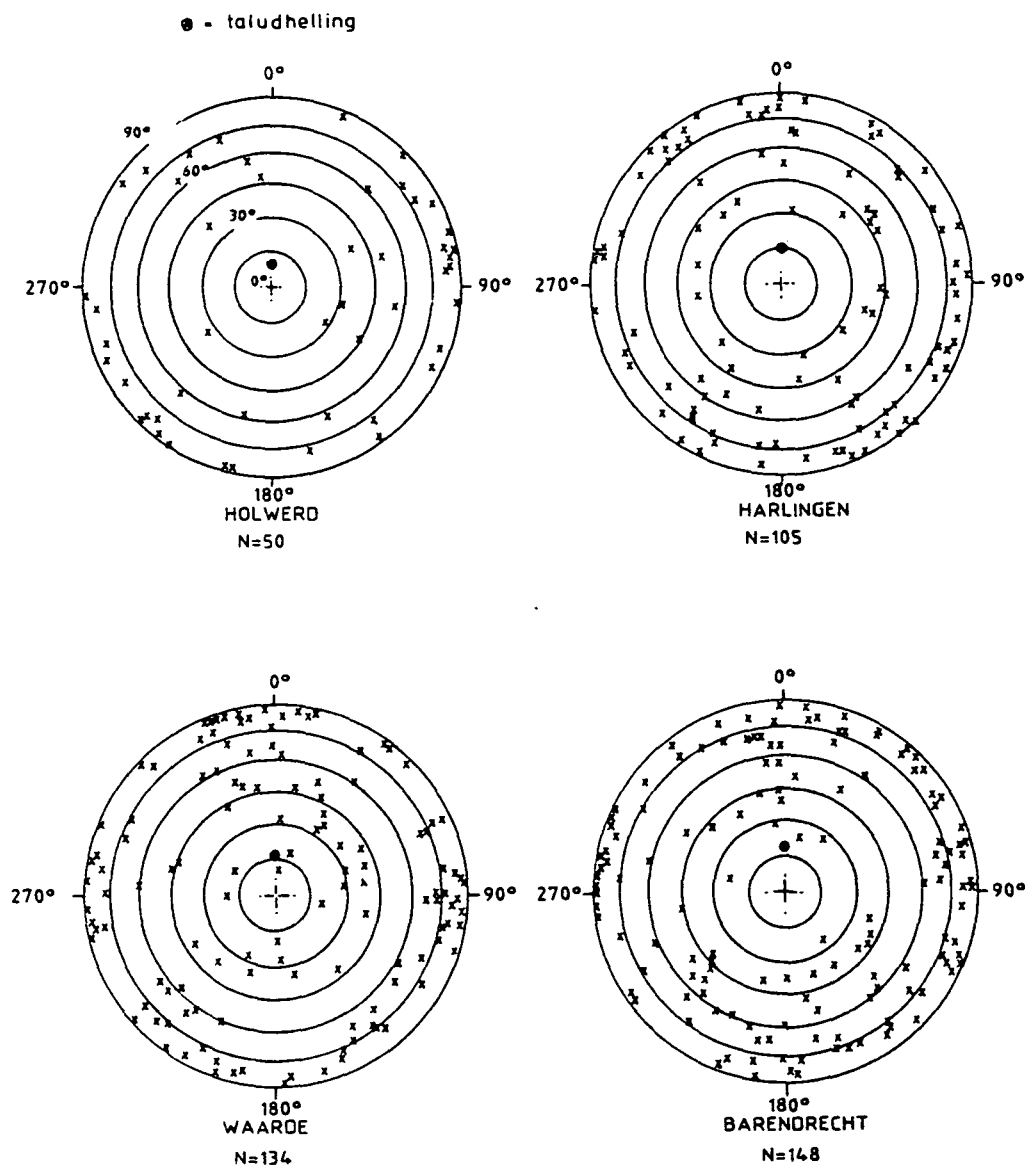 ● - taludhelling
0°
90°
60°
30°
0°
270°
90°
180°
HOLWERD
N=50
0°
270°
90°
180°
HARLINGEN
N=105
0°
270°
90°
180°
WAARDE
N=134
0°
270°
90°
180°
BARENDRECHT
N=148